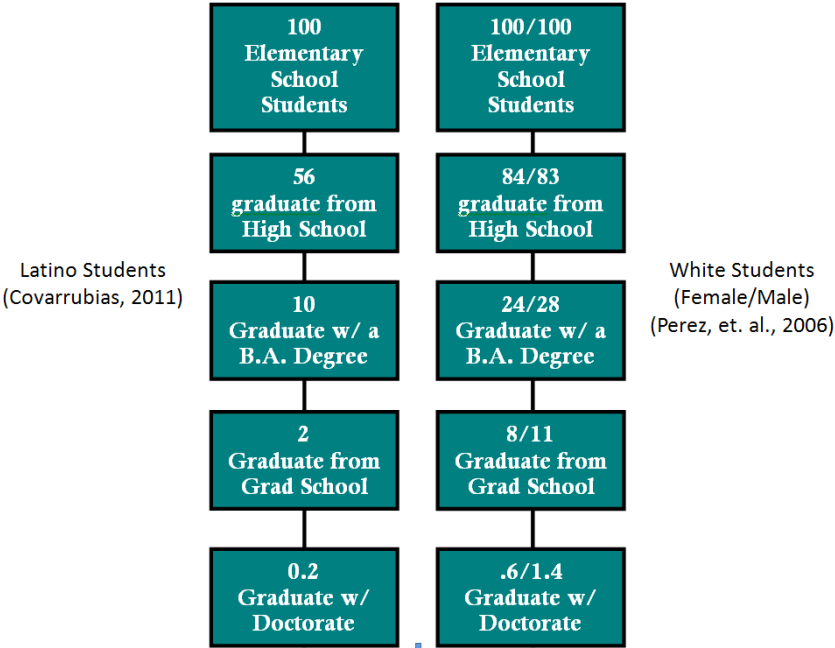 100
Elementary
School
Students
100/100
Elementary
School
Students
56
graduate from
High School
84/83
graduate from
High School
Latino Students
(Covarrubias, 2011)
10
Graduate w/ a
B.A. Degree
24/28
Graduate w/ a
B.A. Degree
White Students
(Female/Male)
(Perez, et. al., 2006)
2
Graduate from
Grad School
8/11
Graduate from
Grad School
0.2
Graduate w/
Doctorate
.6/1.4
Graduate w/
Doctorate